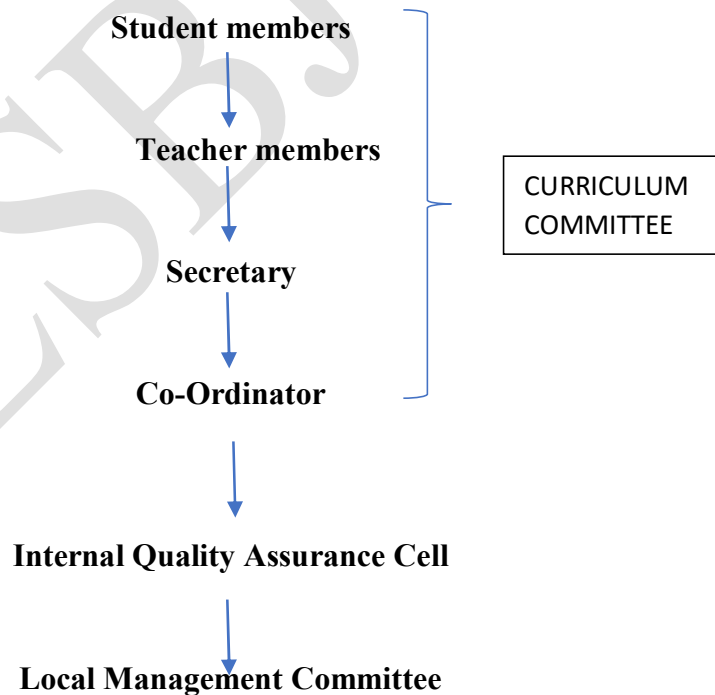 Student members
Teacher members
CURRICULUM
COMMITTEE
Secretary
Co-Ordinator
Internal Quality Assurance Cell
Local Management Committee